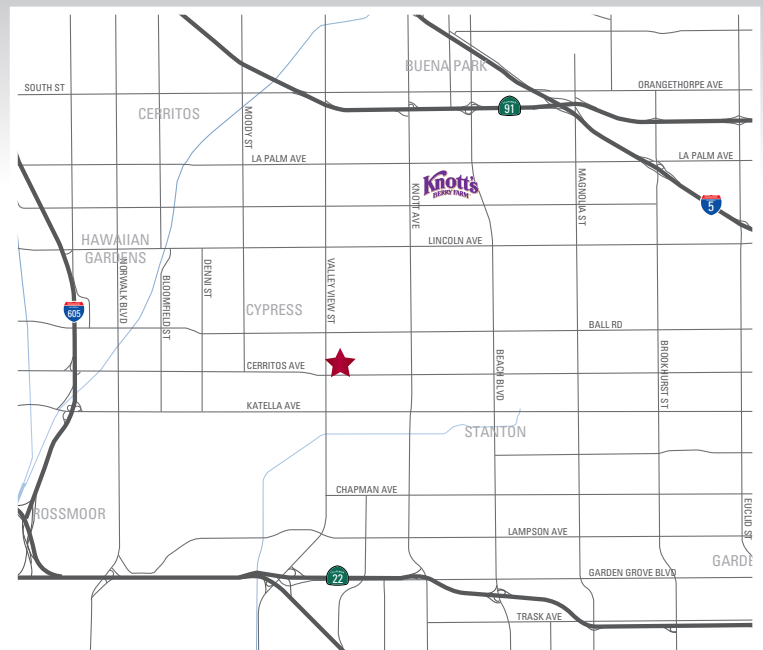 BUENA PARK
SOUTH ST
ORANGETHORPE AVE
91
CERRITOS
MOODY ST
LA PALM AVE
LA PALM AVE
Knott's
BERRY FARM
KNOTT AVE
MAGNOLIA ST
5
HAWAIIAN
GARDENS
LINCOLN AVE
NORWALK BLVD
BLOOMFIELD ST
DENNI ST
VALLEY VIEW ST
605
CYPRESS
BALL RD
CERRITOS AVE
BEACH BLVD
BROOKHURST ST
KATELLA AVE
STANTON
CHAPMAN AVE
ROSSMOOR
EUCLID ST
LAMPSON AVE
GARDE
22
GARDEN GROVE BLVD
TRASK AVE